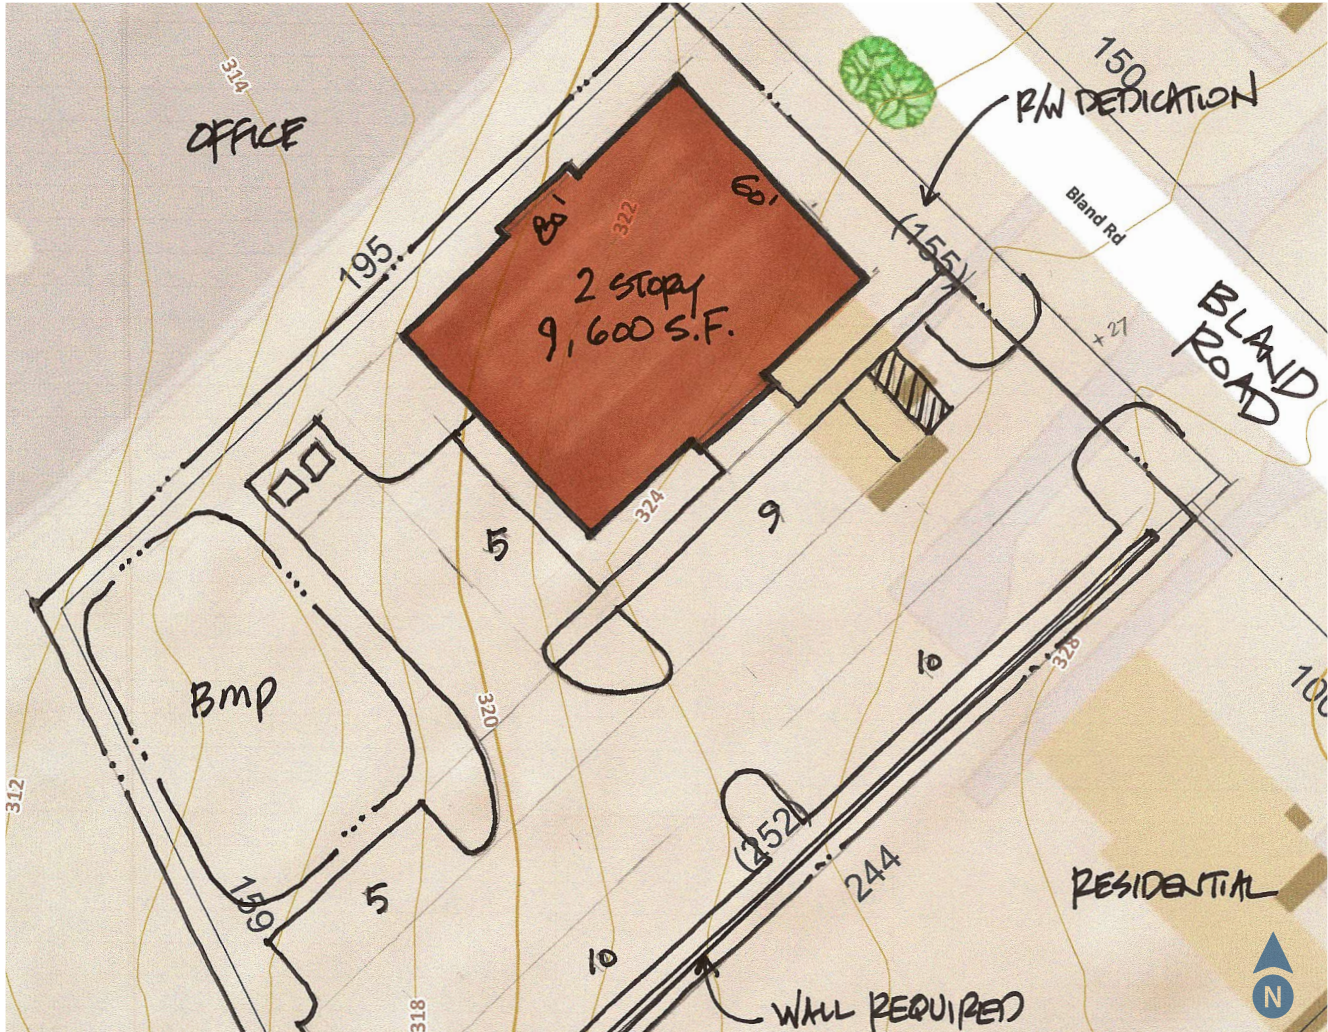 314
OFFICE
150
R/W DEDICATION
Bland Rd
195
80'
322
60'
(155)
2 STORY
9,600 S.F.
+27
BLAND
ROAD
324
5
9
328
10
BMP
320
312
(252)
244
159
5
RESIDENTIAL
10
318
WALL REQUIRED
N